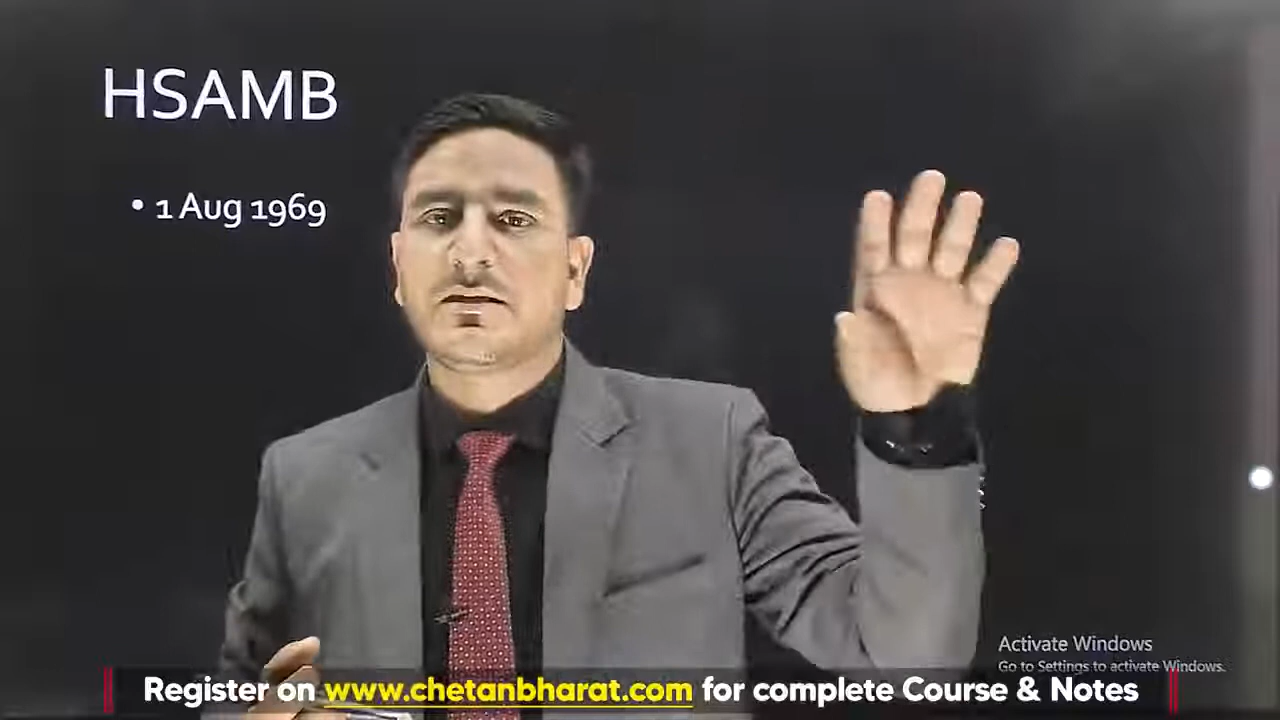 HSAMB
• 1 Aug 1969
Activate Windows
Go to Settings to activate Windows.
Register on www.chetanbharat.com for complete Course & Notes